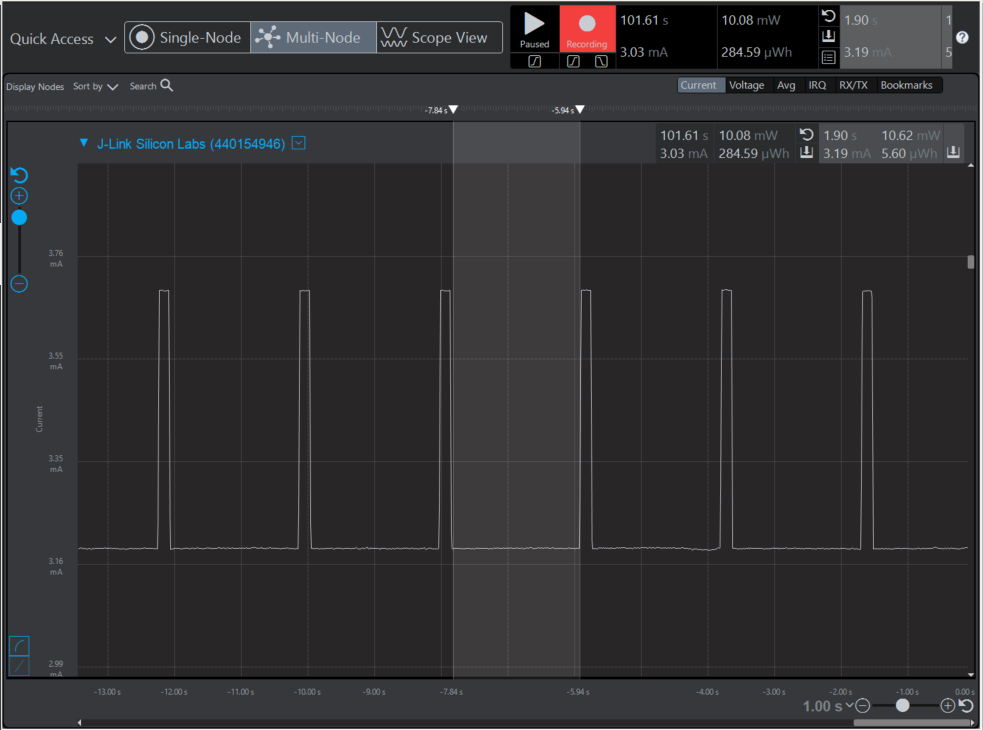 Quick Access Single-Node Multi-Node Scope View
Paused Recording
101.61 s 10.08 mW 1.90 s 1
3.03 mA 284.59 µWh 3.19 mA 5
?
Display Nodes Sort by Search
Current Voltage Avg IRQ RX/TX Bookmarks
-7.84 s -5.94 s
J-Link Silicon Labs (440154946)
101.61 s 10.08 mW 1.90 s 10.62 mW
3.03 mA 284.59 µWh 3.19 mA 5.60 µWh
3.76
mA
3.55
mA
Current
3.35
mA
3.16
mA
2.99
mA
-13.00 s -12.00 s -11.00 s -10.00 s -9.00 s -7.84 s -5.94 s -4.00 s -3.00 s -2.00 s -1.00 s 0.00 s
1.00 s